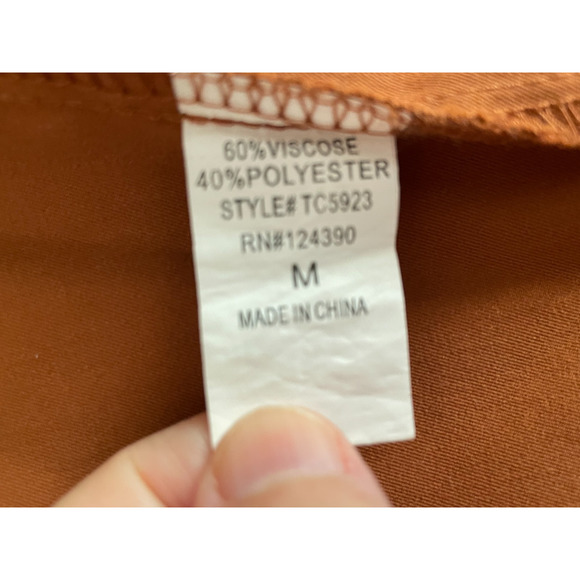 60%VISCOSE
40%POLYESTER
STYLE# TC5923
RN#124390
M
MADE IN CHINA